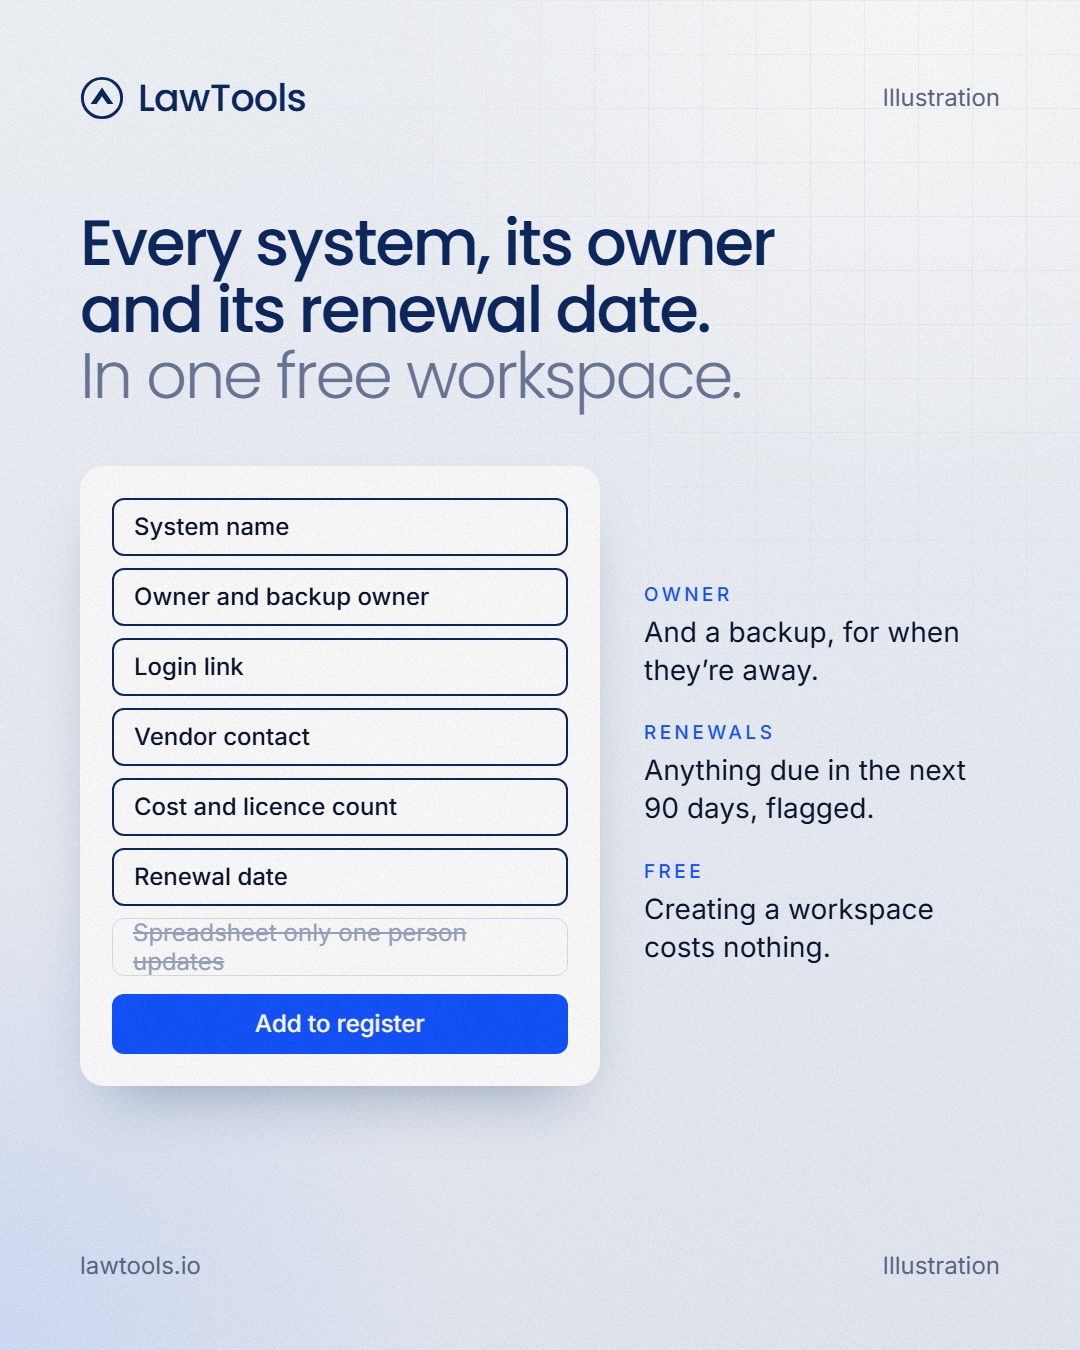 LawTools
Illustration
Every system, its owner
and its renewal date.
In one free workspace.
System name
Owner and backup owner
Login link
Vendor contact
Cost and licence count
Renewal date
Spreadsheet only one person
updates
Add to register
OWNER
And a backup, for when
they’re away.
RENEWALS
Anything due in the next
90 days, flagged.
FREE
Creating a workspace
costs nothing.
lawtools.io
Illustration